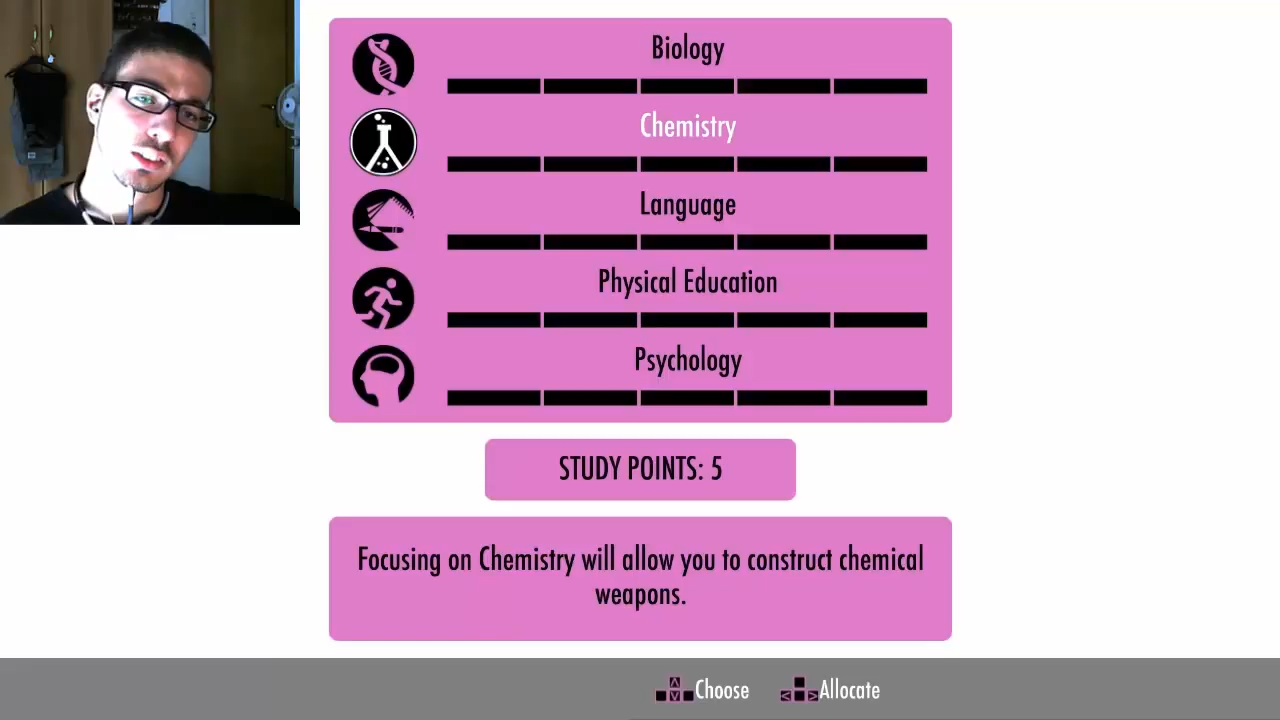 Biology
Chemistry
Language
Physical Education
Psychology
STUDY POINTS: 5
Focusing on Chemistry will allow you to construct chemical
weapons.
Choose
Allocate